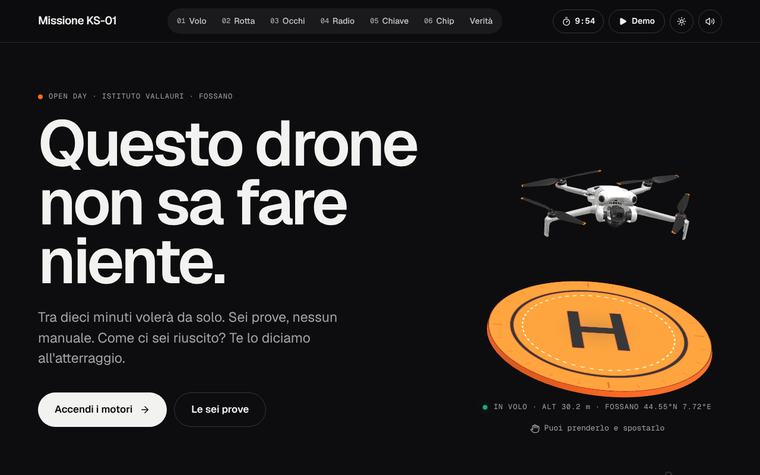 Missione KS-01
01 Volo
02 Rotta
03 Occhi
04 Radio
05 Chiave
06 Chip
Verità
9:54
Demo
OPEN DAY · ISTITUTO VALLAURI · FOSSANO
Questo drone
non sa fare
niente.
Tra dieci minuti volerà da solo. Sei prove, nessun
manuale. Come ci sei riuscito? Te lo diciamo
all'atterraggio.
Accendi i motori →
Le sei prove
H
IN VOLO · ALT 30.2 m · FOSSANO 44.55°N 7.72°E
Puoi prenderlo e spostarlo